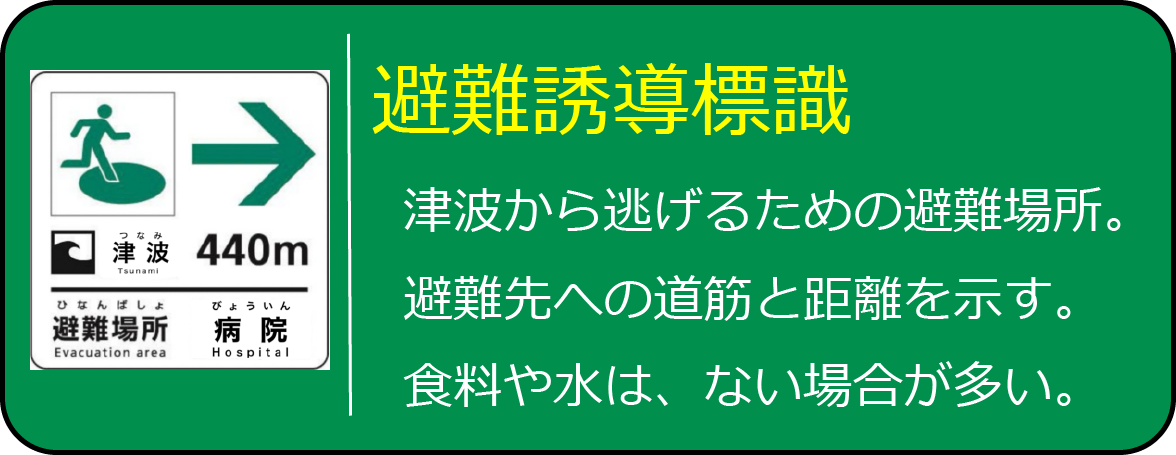 つなみ
津波
Tsunami
440m
ひなんばしょ
避難場所
Evacuation area
びょういん
病院
Hospital
避難誘導標識
津波から逃げるための避難場所。
避難先への道筋と距離を示す。
食料や水は、ない場合が多い。